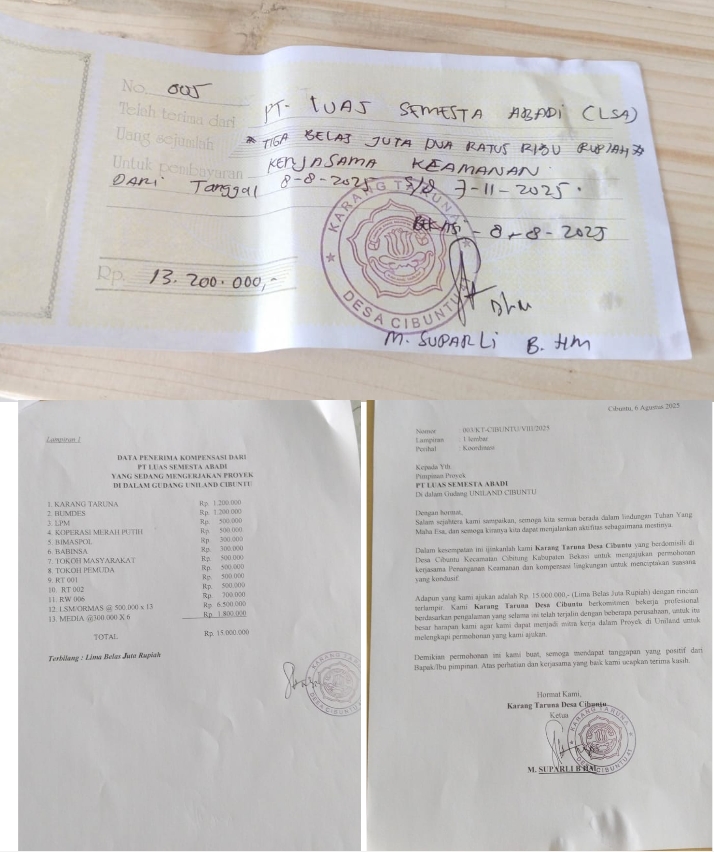 No. 005
Telah terima dari PT- LUAS SEMESTA ABADI (LSA)
Uang sejumlah * TIGA BELAS JUTA DUA RATUS RIBU RUPIAH *
Untuk pembayaran KERJASAMA KEAMANAN
DARI Tanggal 8-8-2025 S/D 7-11-2025.
BEKASI - 8-8-2025
Rp. 13.200.000,-
KARANG TARUNA
DESA CIBUNTU
M. SUPARLI B. HM
Lampiran 1
DATA PENERIMA KOMPENSASI DARI
PT LUAS SEMESTA ABADI
YANG SEDANG MENGERJAKAN PROYEK
DI DALAM GUDANG UNILAND CIBUNTU
1. KARANG TARUNA Rp. 1.200.000
2. BUMDES Rp. 1.200.000
3. LPM Rp. 500.000
4. KOPERASI MERAH PUTIH Rp. 500.000
5. BIMASPOL Rp. 300.000
6. BABINSA Rp. 300.000
7. TOKOH MASYARAKAT Rp. 500.000
8. TOKOH PEMUDA Rp. 500.000
9. RT 001 Rp. 500.000
10. RT 002 Rp. 500.000
11. RW 006 Rp. 700.000
12. LSM/ORMAS @ 500.000 x 13 Rp. 6.500.000
13. MEDIA @300.000 X 6 Rp. 1.800.000
TOTAL Rp. 15.000.000
Terbilang : Lima Belas Juta Rupiah
KARANG TARUNA
Cibuntu, 6 Agustus 2025
Nomor : 003/KT-CIBUNTU/VIII/2025
Lampiran : 1 lembar
Perihal : Koordinasi
Kepada Yth
Pimpinan Proyek
PT LUAS SEMESTA ABADI
Di dalam Gudang UNILAND CIBUNTU
Dengan hormat,
Salam sejahtera kami sampaikan, semoga kita semua berada dalam lindungan Tuhan Yang
Maha Esa, dan semoga kiranya kita dapat menjalankan aktifitas sebagaimana mestinya.
Dalam kesempatan ini ijinkanlah kami Karang Taruna Desa Cibuntu yang berdomisili di
Desa Cibuntu Kecamatan Cibitung Kabupaten Bekasi untuk mengajukan permohonan
kerjasama Penanganan Keamanan dan kompensasi lingkungan untuk menciptakan suasana
yang kondusif.
Adapun yang kami ajukan adalah Rp. 15.000.000,- (Lima Belas Juta Rupiah) dengan rincian
terlampir. Kami Karang Taruna Desa Cibuntu berkomitmen bekerja profesional
berdasarkan pengalaman yang selama ini telah terjalin dengan beberapa perusahaan, untuk itu
besar harapan kami agar kami dapat menjadi mitra kerja dalam Proyek di Uniland untuk
melengkapi permohonan yang kami ajukan.
Demikian permohonan ini kami buat, semoga mendapat tanggapan yang positif dari
Bapak/Ibu pimpinan. Atas perhatian dan kerjasama yang baik kami ucapkan terima kasih.
Hormat Kami,
Karang Taruna Desa Cibuntu
Ketua
KARANG TARUNA
DESA CIBUNTU
M. SUPARLI B.HM